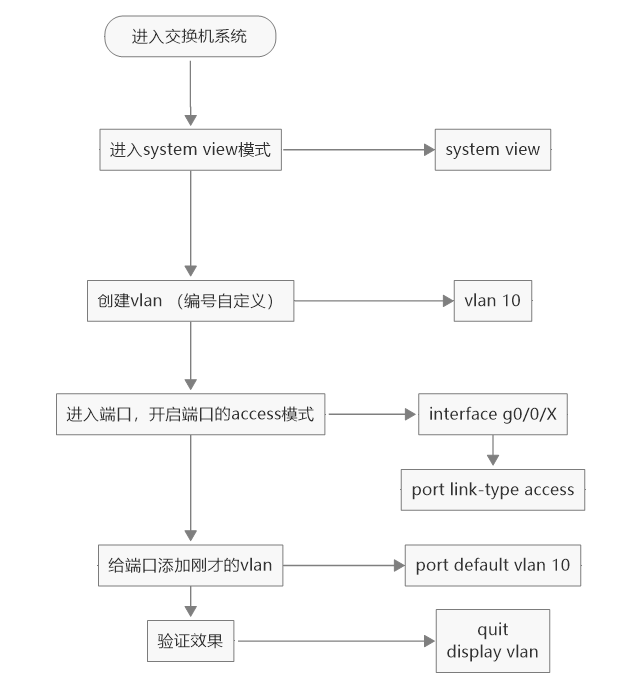 进入交换机系统
进入system view模式
system view
创建vlan （编号自定义）
vlan 10
进入端口，开启端口的access模式
interface g0/0/X
port link-type access
给端口添加刚才的vlan
port default vlan 10
验证效果
quit
display vlan